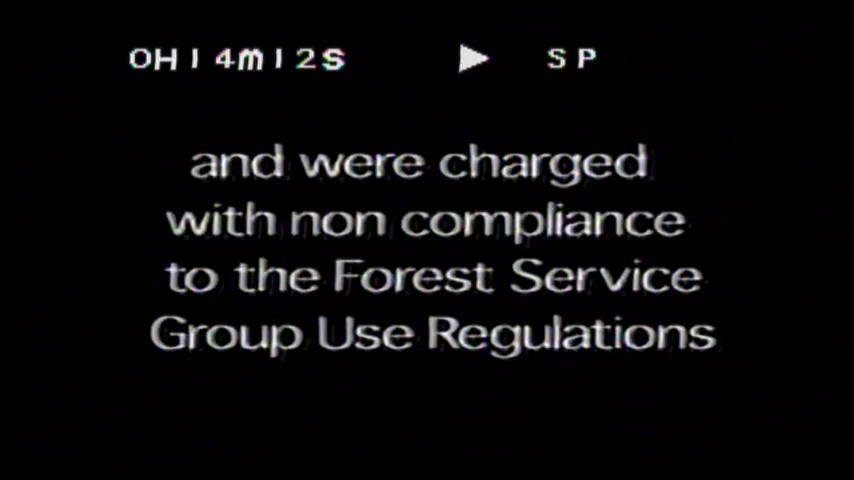 0H14m12s ▶ SP
and were charged
with non compliance
to the Forest Service
Group Use Regulations